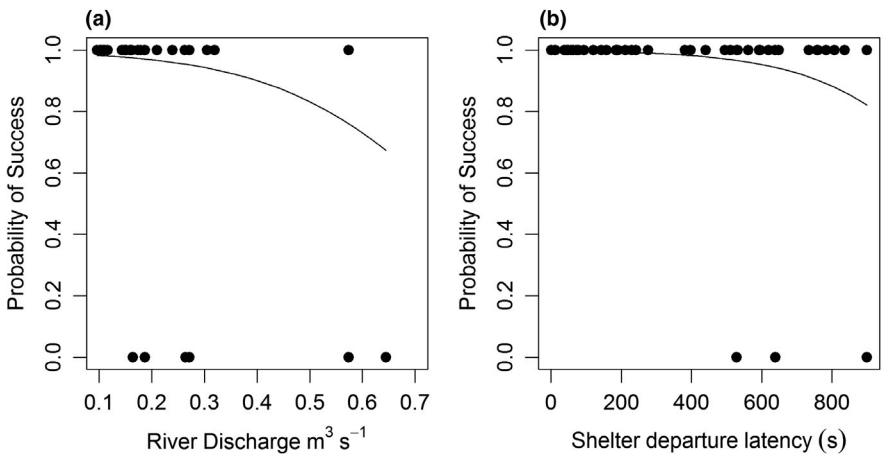 (a)
Probability of Success
1.0
0.8
0.6
0.4
0.2
0.0
0.1 0.2 0.3 0.4 0.5 0.6 0.7
River Discharge m³ s⁻¹
(b)
Probability of Success
1.0
0.8
0.6
0.4
0.2
0.0
0 200 400 600 800
Shelter departure latency (s)